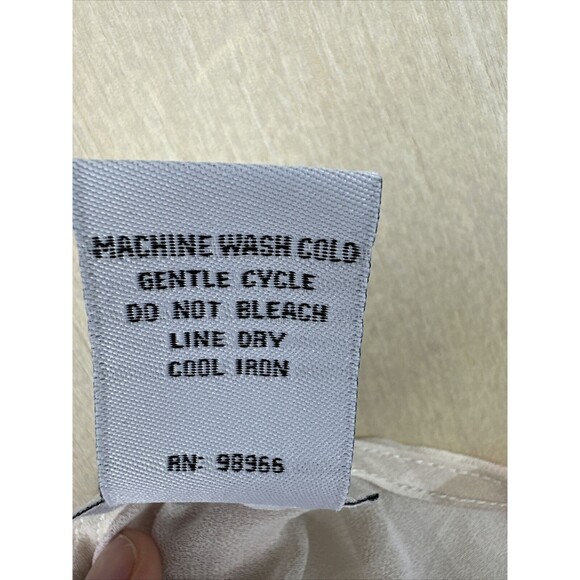 MACHINE WASH COLD
GENTLE CYCLE
DO NOT BLEACH
LINE DRY
COOL IRON
RN: 98966